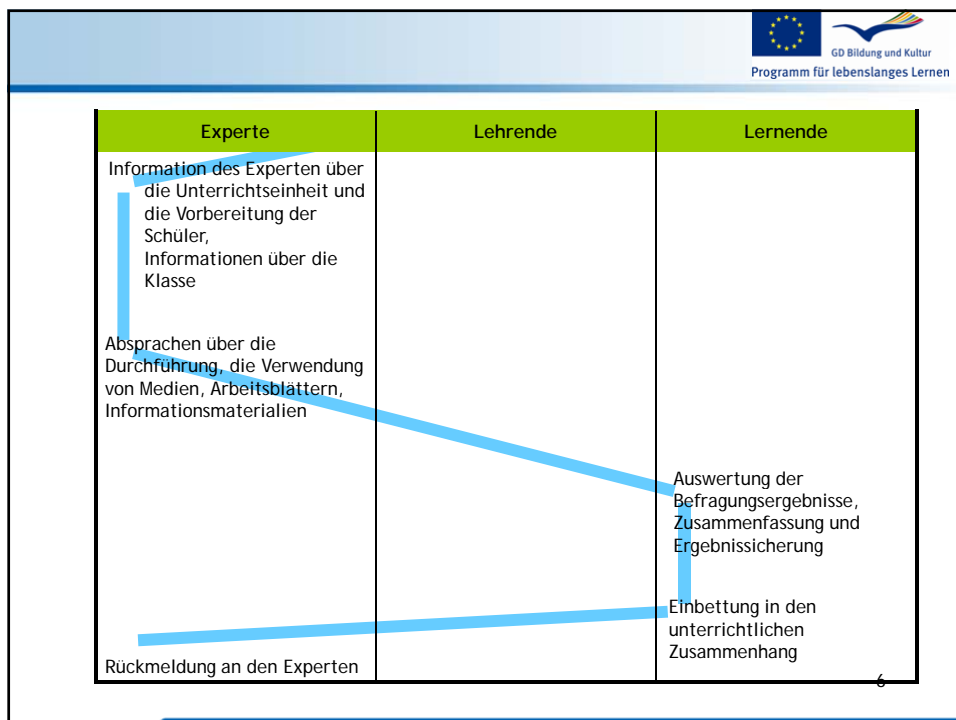 GD Bildung und Kultur
Programm für lebenslanges Lernen
Experte
Lehrende
Lernende
Information des Experten über
die Unterrichtseinheit und
die Vorbereitung der
Schüler,
Informationen über die
Klasse
Absprachen über die
Durchführung, die Verwendung
von Medien, Arbeitsblättern,
Informationsmaterialien
Auswertung der
Befragungsergebnisse,
Zusammenfassung und
Ergebnissicherung
Einbettung in den
unterrichtlichen
Zusammenhang
Rückmeldung an den Experten
6